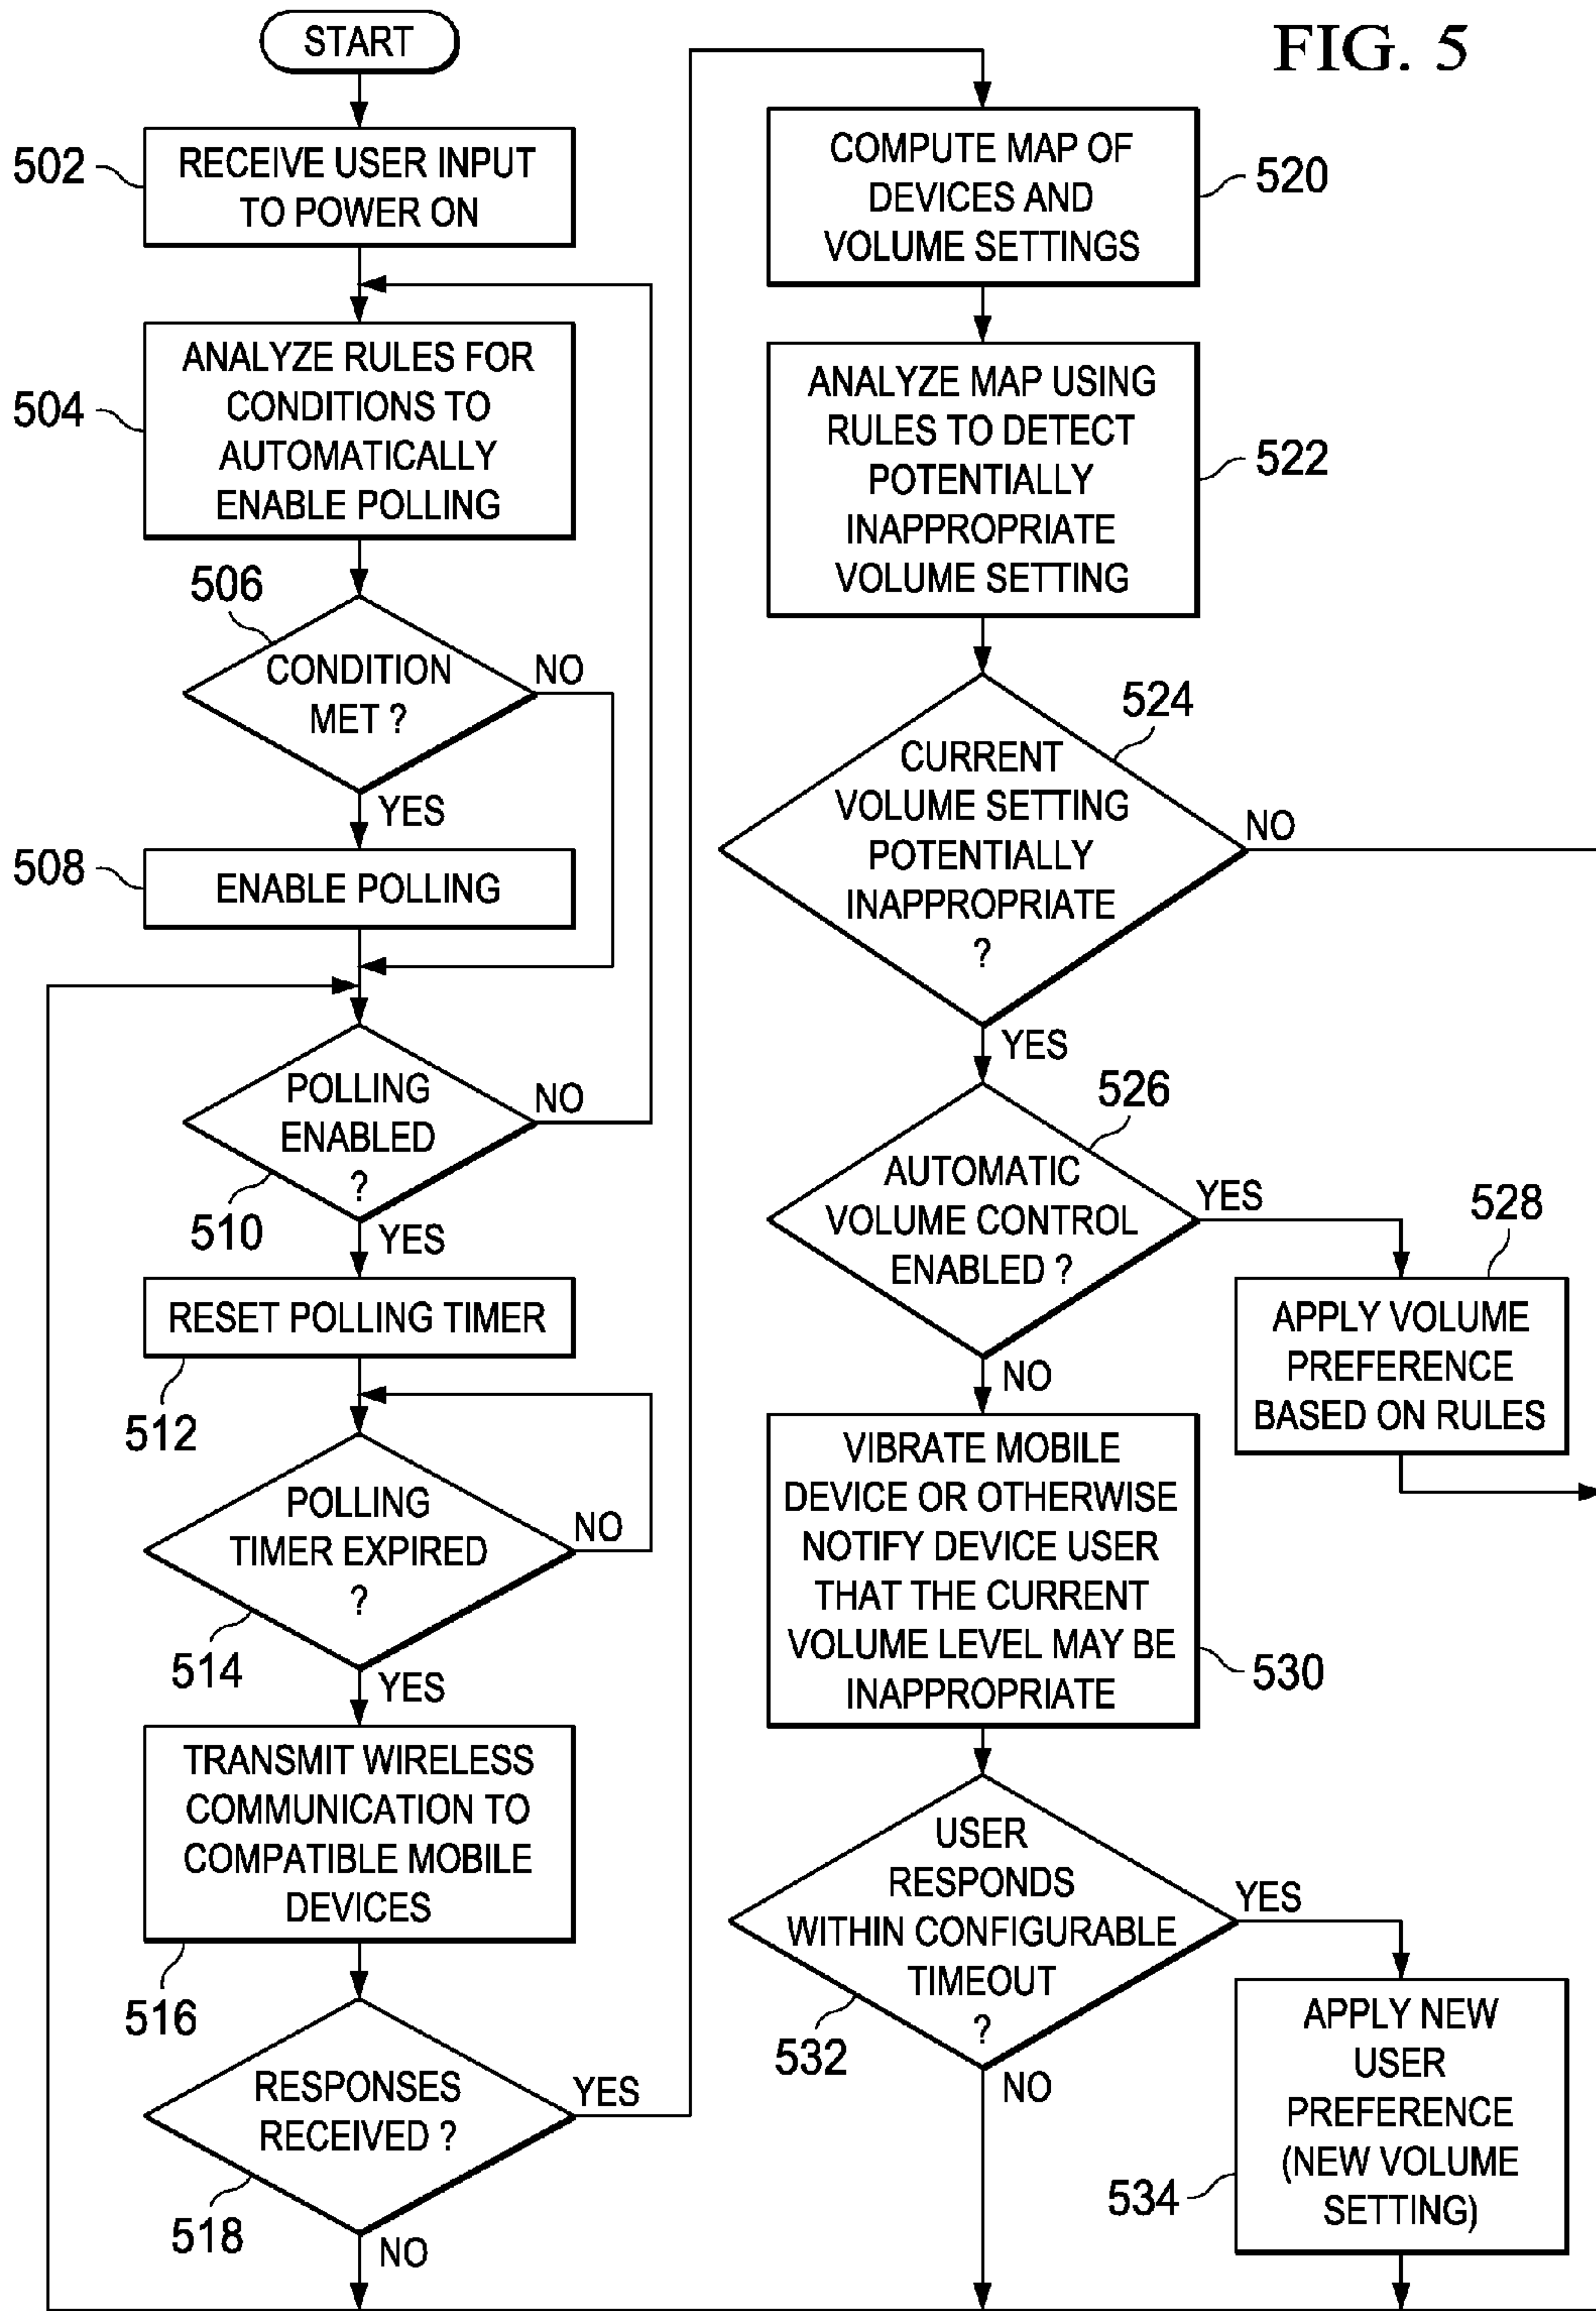 FIG. 5
START
502
RECEIVE USER INPUT
TO POWER ON
504
ANALYZE RULES FOR
CONDITIONS TO
AUTOMATICALLY
ENABLE POLLING
506
CONDITION
MET ?
NO
YES
508
ENABLE POLLING
POLLING
ENABLED
?
NO
510
YES
RESET POLLING TIMER
512
POLLING
TIMER EXPIRED
?
NO
514
YES
TRANSMIT WIRELESS
COMMUNICATION TO
COMPATIBLE MOBILE
DEVICES
516
RESPONSES
RECEIVED ?
YES
518
NO
COMPUTE MAP OF
DEVICES AND
VOLUME SETTINGS
520
ANALYZE MAP USING
RULES TO DETECT
POTENTIALLY
INAPPROPRIATE
VOLUME SETTING
522
524
CURRENT
VOLUME SETTING
POTENTIALLY
INAPPROPRIATE
?
NO
YES
526
AUTOMATIC
VOLUME CONTROL
ENABLED ?
YES
528
APPLY VOLUME
PREFERENCE
BASED ON RULES
NO
VIBRATE MOBILE
DEVICE OR OTHERWISE
NOTIFY DEVICE USER
THAT THE CURRENT
VOLUME LEVEL MAY BE
INAPPROPRIATE
530
USER
RESPONDS
WITHIN CONFIGURABLE
TIMEOUT
?
YES
532
NO
APPLY NEW
USER
PREFERENCE
(NEW VOLUME
SETTING)
534